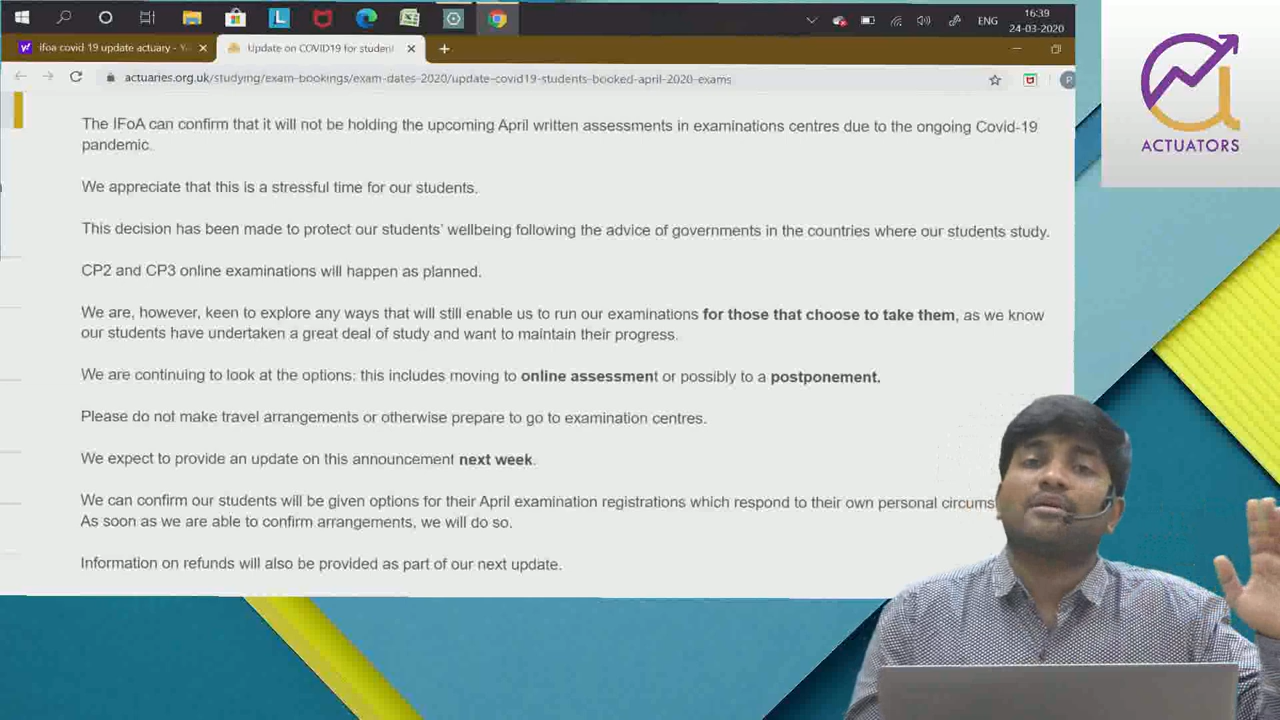 16:39
ENG
24-03-2020
ifoa covid 19 update actuary - Y
Update on COVID19 for student
actuaries.org.uk/studying/exam-bookings/exam-dates-2020/update-covid19-students-booked-april-2020-exams
ACTUATORS
The IFoA can confirm that it will not be holding the upcoming April written assessments in examinations centres due to the ongoing Covid-19
pandemic.
We appreciate that this is a stressful time for our students.
This decision has been made to protect our students' wellbeing following the advice of governments in the countries where our students study.
CP2 and CP3 online examinations will happen as planned.
We are, however, keen to explore any ways that will still enable us to run our examinations for those that choose to take them, as we know
our students have undertaken a great deal of study and want to maintain their progress.
We are continuing to look at the options: this includes moving to online assessment or possibly to a postponement.
Please do not make travel arrangements or otherwise prepare to go to examination centres.
We expect to provide an update on this announcement next week.
We can confirm our students will be given options for their April examination registrations which respond to their own personal circums
As soon as we are able to confirm arrangements, we will do so.
Information on refunds will also be provided as part of our next update.